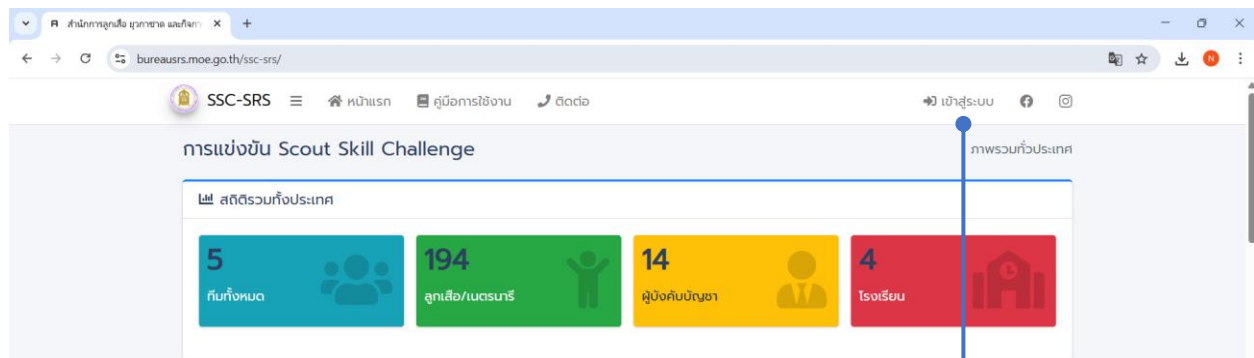 สำนักการลูกเสือ ยุวกาชาด และกิจกา
bureausrs.moe.go.th/ssc-srs/
N
SSC-SRS หน้าแรก คู่มือการใช้งาน ติดต่อ เข้าสู่ระบบ
การแข่งขัน Scout Skill Challenge ภาพรวมทั่วประเทศ
สถิติรวมทั้งประเทศ
5 194 14 4
ทีมทั้งหมด ลูกเสือ/เนตรนารี ผู้บังคับบัญชา โรงเรียน